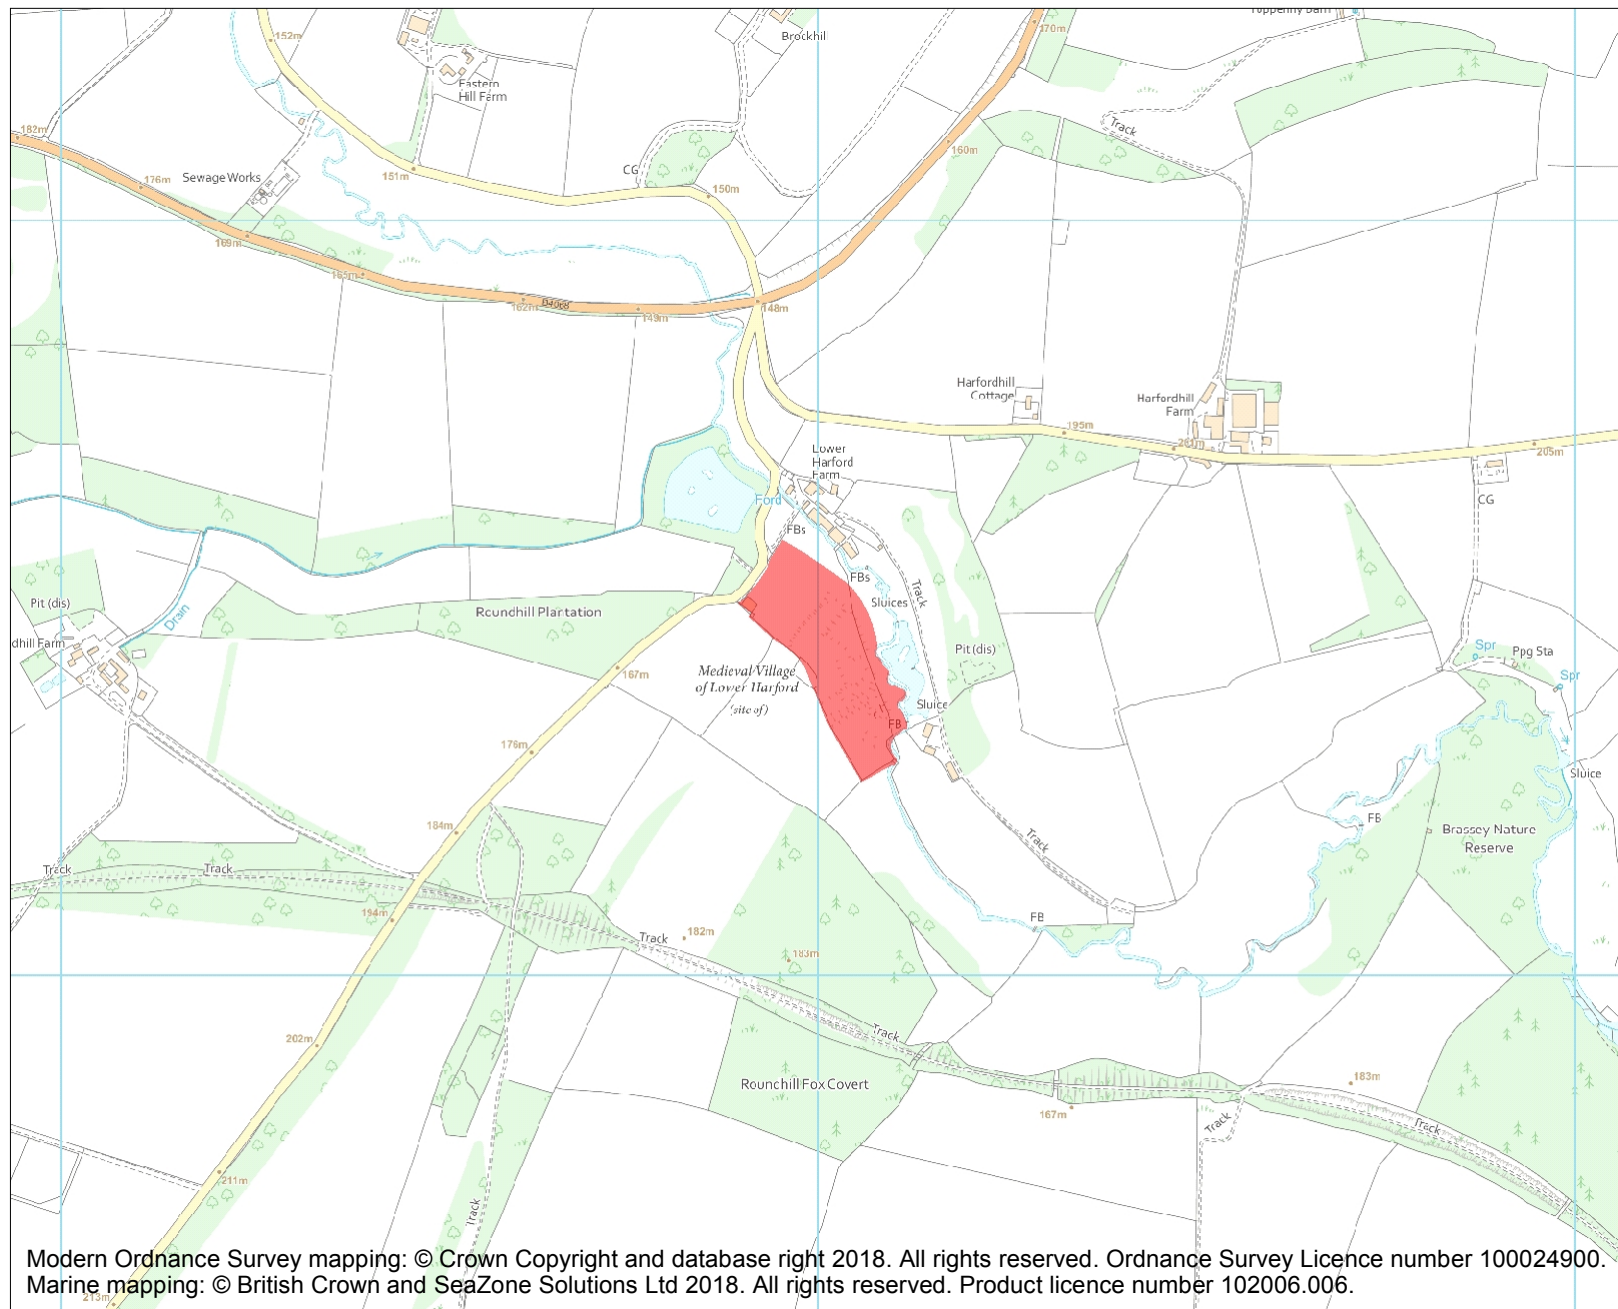 152m
Eastern
Hill Farm
Brockhill
170m
182m
176m
Sewage Works
151m
CG
150m
160m
Track
169m
165m
162m
B4068
149m
148m
Harfordhill
Cottage
Harfordhill
Farm
195m
201m
205m
CG
Lower
Harford
Farm
Ford
FBs
FBs
Sluices
Track
Pit (dis)
Drain
Roundhill Plantation
dhill Farm
Pit (dis)
Medieval Village
of Lower Harford
(site of)
167m
Sluice
FB
Spr
Ppg Sta
Spr
Sluice
176m
184m
FB
Brassey Nature
Reserve
Track
Track
Track
194m
FB
182m
Track
183m
Track
202m
Rounchill Fox Covert
183m
167m
Track
Track
211m
Track
213m
Modern Ordnance Survey mapping: © Crown Copyright and database right 2018. All rights reserved. Ordnance Survey Licence number 100024900.
Marine mapping: © British Crown and SeaZone Solutions Ltd 2018. All rights reserved. Product licence number 102006.006.